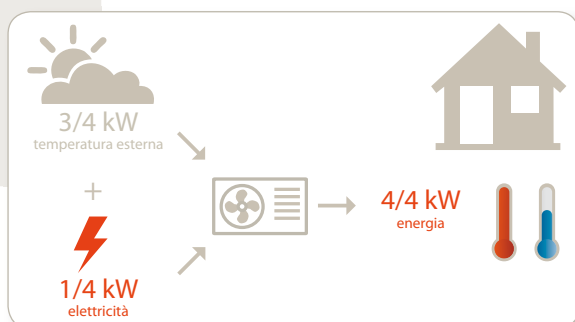 3/4 kW
temperatura esterna
+
1/4 kW
elettricità
4/4 kW
energia